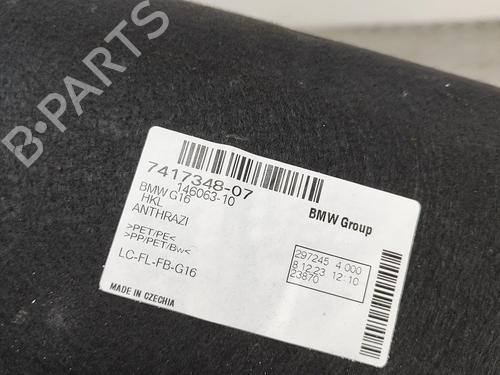 B-PARTS
7417348-07
146063-10
BMW G16
HKL
ANTHRAZI
>PET/PE<
>PP/PET/Bw<
LC-FL-FB-G16
MADE IN CZECHIA
BMW Group
297245 4 000
8 12.23 12:10
23870